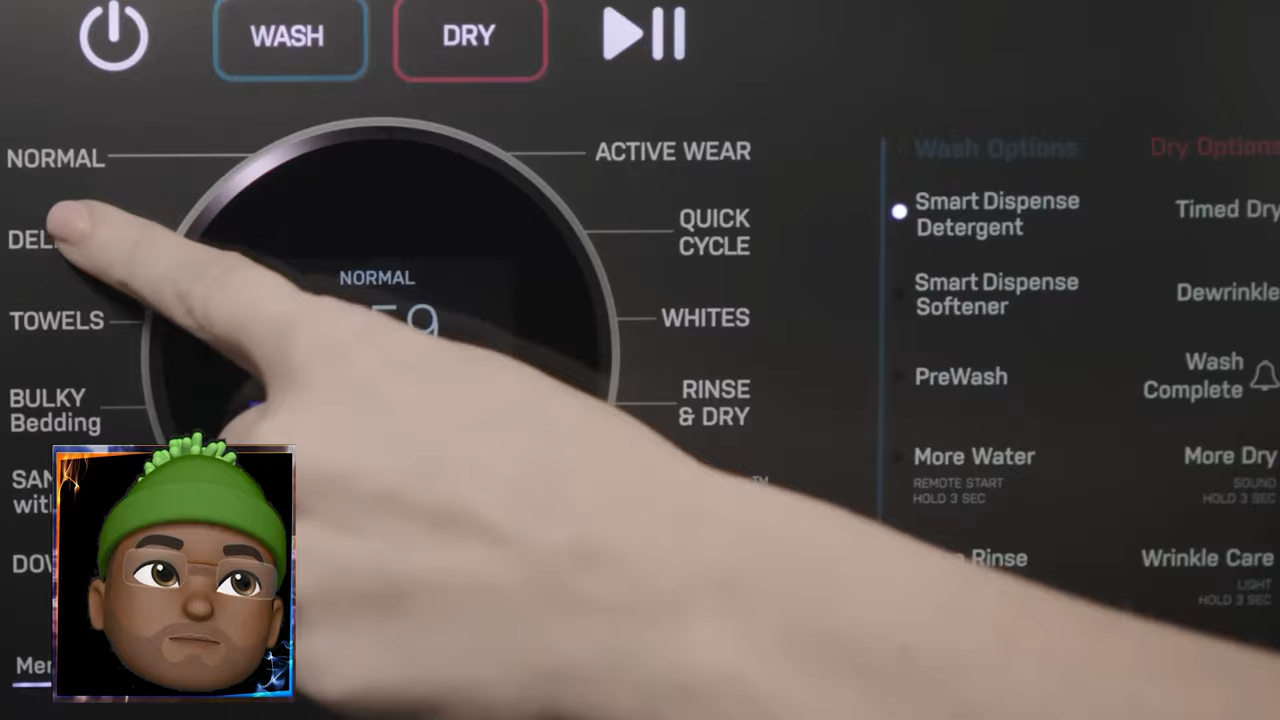 WASH
DRY
NORMAL
ACTIVE WEAR
QUICK
CYCLE
TOWELS
WHITES
BULKY
Bedding
RINSE
& DRY
NORMAL
Wash Options
Smart Dispense
Detergent
Smart Dispense
Softener
PreWash
More Water
REMOTE START
HOLD 3 SEC
Rinse
Dry Options
Timed Dry
Dewrinkle
Wash
Complete
More Dry
SOUND
HOLD 3 SEC
Wrinkle Care
LIGHT
HOLD 3 SEC